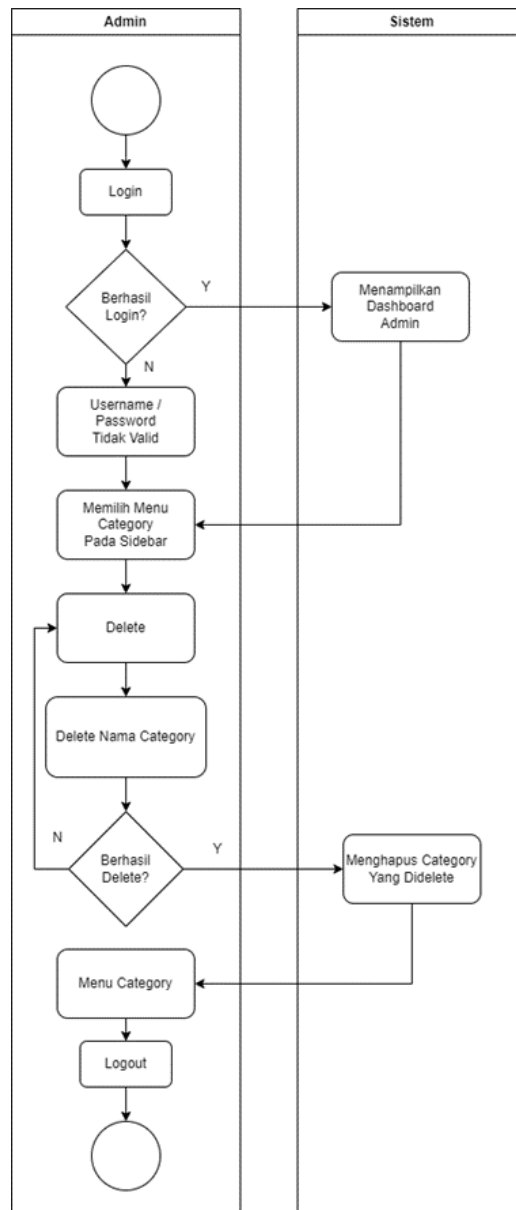 Admin
Sistem
Login
Berhasil
Login?
Y
Menampilkan
Dashboard
Admin
N
Username /
Password
Tidak Valid
Memilih Menu
Category
Pada Sidebar
Delete
Delete Nama Category
N
Berhasil
Delete?
Y
Menghapus Category
Yang Didelete
Menu Category
Logout